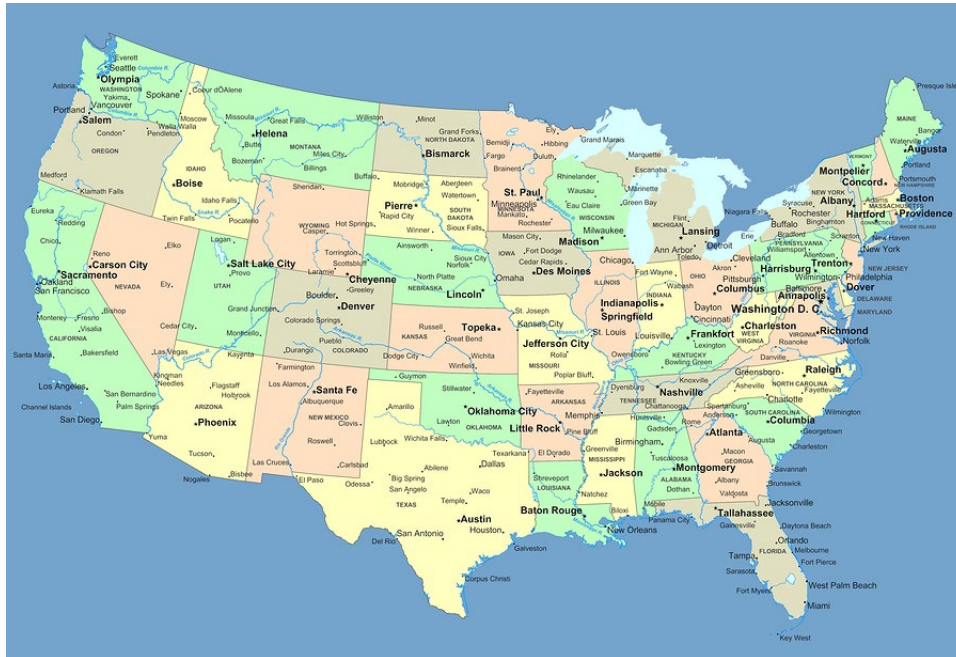 Everett
Seattle
Olympia
WASHINGTON
Yakima
Vancouver
Spokane
Coeur dÕAlene
Astoria
Portland
Salem
Columbia R.
Walla Walla
Pendleton
Condon
OREGON
Medford
Klamath Falls
Moscow
IDAHO
Boise
Idaho Falls
Twin Falls
Pocatello
Snake R.
Missoula
Great Falls
Helena
Butte
MONTANA
Bozeman
Miles City
Billings
Missouri R.
Williston
Minot
NORTH DAKOTA
Grand Forks
Bismarck
Fargo
Buffalo
Mobridge
Aberdeen
Watertown
Pierre
SOUTH DAKOTA
Rapid City
Winner
Sioux Falls
Sheridan
WYOMING
Casper
Hot Springs
Torrington
Scottsbluff
Laramie
Cheyenne
Ainsworth
Sioux City
Norfolk
North Platte
NEBRASKA
Lincoln
Omaha
Bemidji
Ely
Hibbing
Duluth
Brainerd
MINNESOTA
St. Paul
Minneapolis
Mankato
Rochester
Grand Marais
Marquette
Escanaba
Marinette
Green Bay
Rhinelander
Wausau
Eau Claire
WISCONSIN
Milwaukee
Madison
MICHIGAN
Flint
Lansing
Ann Arbor
Detroit
Mason City
IOWA
Fort Dodge
Cedar Rapids
Des Moines
Chicago
ILLINOIS
Springfield
Fort Wayne
Wabash
INDIANA
Indianapolis
Toledo
OHIO
Cleveland
Akron
Columbus
Dayton
Cincinnati
Presque Isle
MAINE
Bangor
Waterville
Augusta
Portland
VERMONT
Montpelier
Concord
Portsmouth
NEW HAMPSHIRE
Adams
Boston
MASSACHUSETTS
Providence
RHODE ISLAND
Hartford
CONNECTICUT
New Haven
NEW YORK
Syracuse
Albany
Rochester
Binghamton
Niagara Falls
Buffalo
New York
Erie
Bradford
Scranton
PENNSYLVANIA
Williamsport
Allentown
Pittsburgh
Harrisburg
Trenton
Philadelphia
NEW JERSEY
Wilmington
Dover
DELAWARE
Baltimore
Annapolis
MARYLAND
Washington D. C.
Charleston
WEST VIRGINIA
VIRGINIA
Richmond
Roanoke
Norfolk
Danville
Eureka
Redding
Chico
Sacramento
Oakland
San Francisco
Monterey
Fresno
Visalia
CALIFORNIA
Bakersfield
Bishop
Santa Maria
Los Angeles
San Bernardino
Palm Springs
Channel Islands
San Diego
Needles
Reno
Carson City
NEVADA
Elko
Ely
Las Vegas
Logan
Salt Lake City
Provo
UTAH
Cedar City
Monticello
Boulder
Greeley
Denver
Grand Junction
Colorado Springs
Pueblo
COLORADO
Durango
Arkansas R.
Colorado R.
Kingman
Kayenta
Flagstaff
Holbrook
ARIZONA
Phoenix
Yuma
Tucson
Nogales
Bisbee
Farmington
Los Alamos
Santa Fe
Albuquerque
NEW MEXICO
Clovis
Roswell
Las Cruces
Carlsbad
Russell
Topeka
KANSAS
Great Bend
Dodge City
Wichita
Winfield
Guymon
Stillwater
Oklahoma City
OKLAHOMA
Lawton
Amarillo
Lubbock
Wichita Falls
Abilene
Dallas
Big Spring
Odessa
San Angelo
El Paso
TEXAS
Waco
Temple
Austin
Houston
San Antonio
Del Rio
Galveston
Corpus Christi
Texarkana
St. Joseph
Kansas City
Missouri R.
Jefferson City
MISSOURI
St. Louis
Rolla
Poplar Bluff
Fayetteville
ARKANSAS
Little Rock
Pine Bluff
El Dorado
Shreveport
LOUISIANA
Baton Rouge
New Orleans
Louisville
Frankfort
Lexington
Owensboro
KENTUCKY
Bowling Green
Dyersburg
Nashville
Knoxville
TENNESSEE
Memphis
Chattanooga
Greenville
MISSISSIPPI
Jackson
Natchez
Biloxi
Huntsville
Gadsden
Birmingham
Tuscaloosa
Montgomery
ALABAMA
Dothan
Mobile
Rome
Atlanta
Macon
GEORGIA
Augusta
Albany
Valdosta
Savannah
Brunswick
Greensboro
Raleigh
Asheville
NORTH CAROLINA
Charlotte
Fayetteville
Wilmington
Spartanburg
Anderson
SOUTH CAROLINA
Columbia
Georgetown
Charleston
Panama City
Tallahassee
Jacksonville
Gainesville
Daytona Beach
Orlando
Tampa
FLORIDA
Melbourne
Fort Pierce
Sarasota
Fort Myers
West Palm Beach
Miami
Key West